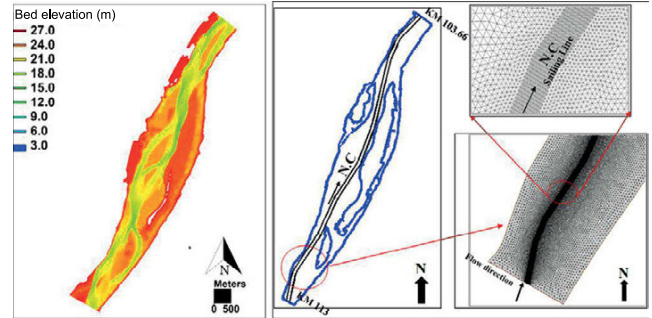 Bed elevation (m)
27.0
24.0
21.0
18.0
15.0
12.0
9.0
6.0
3.0
N
Meters
0 500
KM 103.66
N.C
KM 113
N
N.C
Sailing Line
Flow direction
N